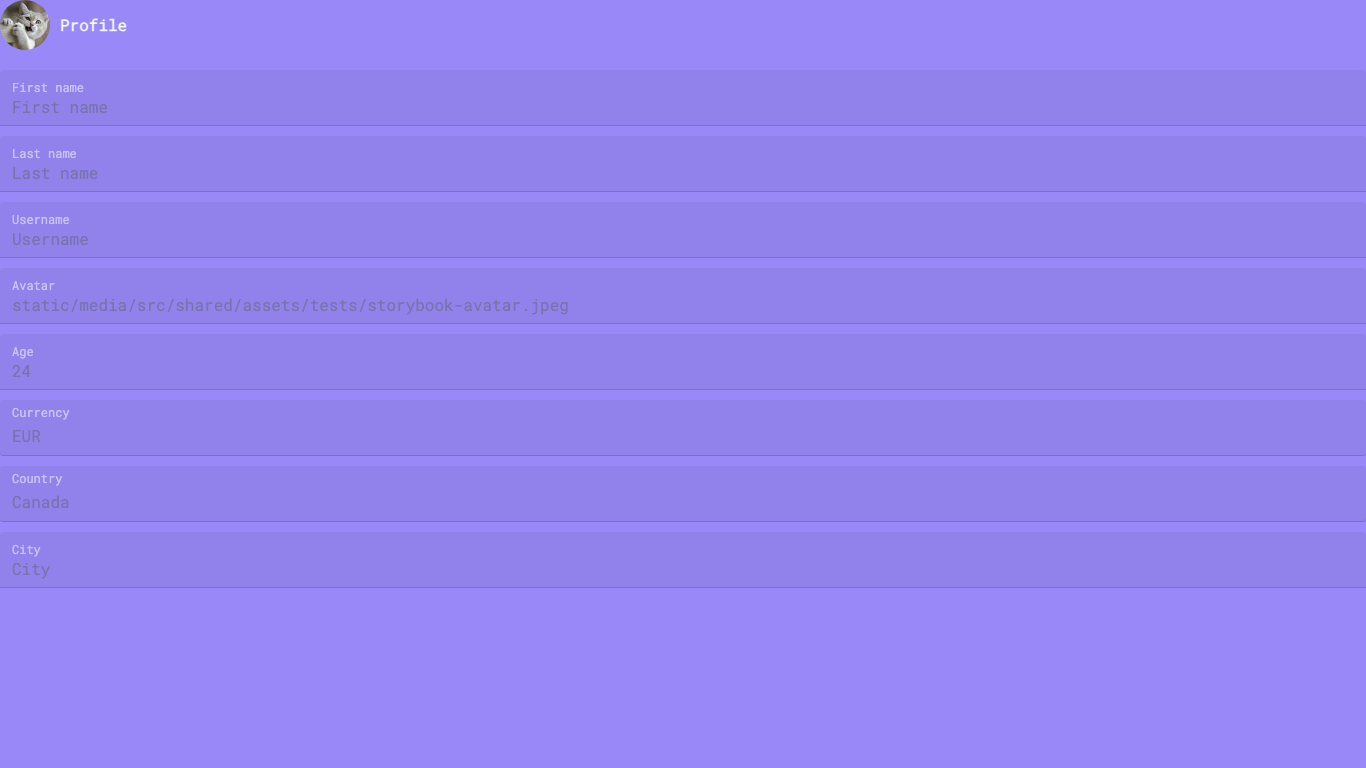 Profile
First name
First name
Last name
Last name
Username
Username
Avatar
static/media/src/shared/assets/tests/storybook-avatar.jpeg
Age
24
Currency
EUR
Country
Canada
City
City